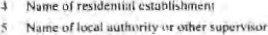 4 Name of residential establishment
5 Name of local authority or other supervisor